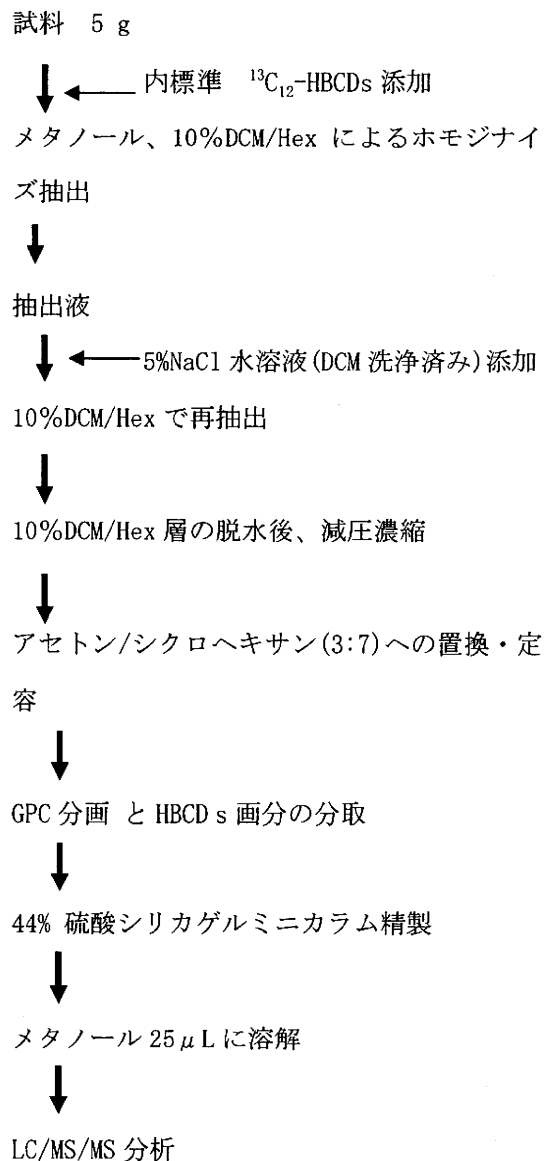 試料　5 g
内標準　¹³C₁₂-HBCDs 添加
メタノール、10%DCM/Hex によるホモジナイ
ズ抽出
抽出液
5%NaCl 水溶液(DCM 洗浄済み)添加
10%DCM/Hex で再抽出
10%DCM/Hex 層の脱水後、減圧濃縮
アセトン/シクロヘキサン(3:7)への置換・定
容
GPC 分画 と HBCD s 画分の分取
44% 硫酸シリカゲルミニカラム精製
メタノール 25μL に溶解
LC/MS/MS 分析